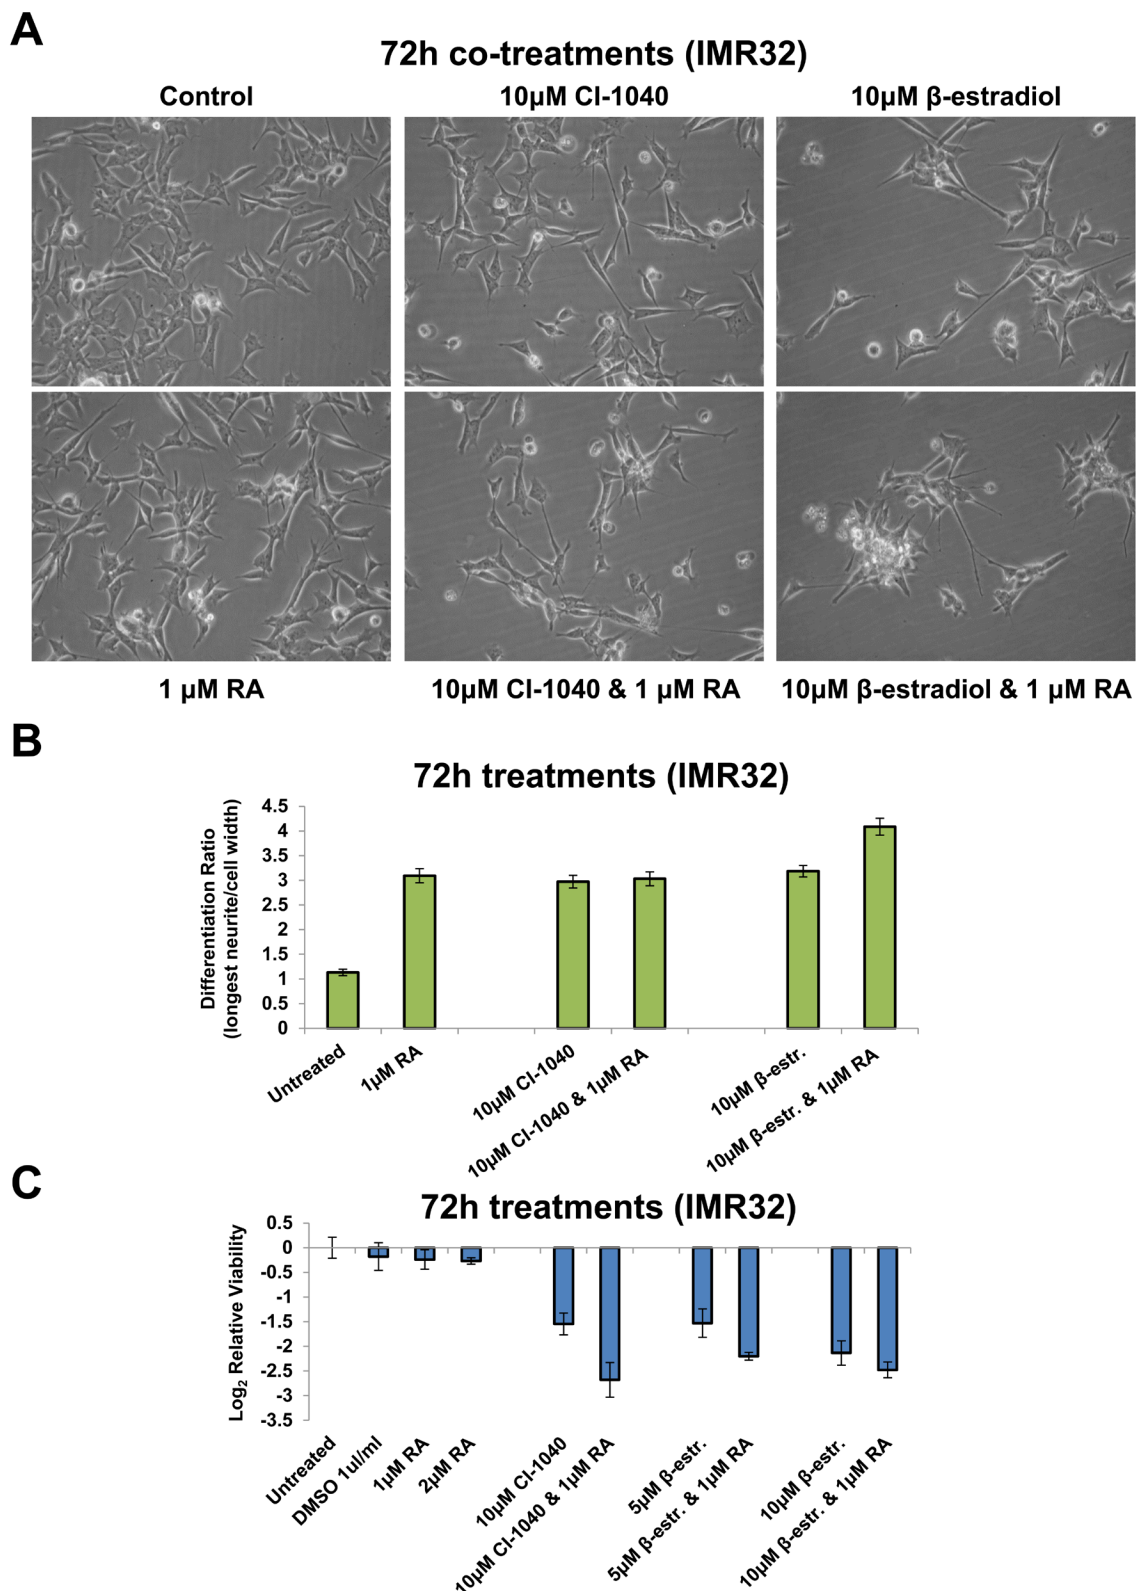 A
72h co-treatments (IMR32)
Control
10μM CI-1040
10μM β-estradiol
1 μM RA
10μM CI-1040 & 1 μM RA
10μM β-estradiol & 1 μM RA
B
72h treatments (IMR32)
Differentiation Ratio
(longest neurite/cell width)
4.5
4
3.5
3
2.5
2
1.5
1
0.5
0
Untreated
1μM RA
10μM CI-1040
10μM CI-1040 & 1μM RA
10μM β-estr.
10μM β-estr. & 1μM RA
C
72h treatments (IMR32)
Log₂ Relative Viability
0.5
0
-0.5
-1
-1.5
-2
-2.5
-3
-3.5
Untreated
DMSO 1ul/ml
1μM RA
2μM RA
10μM CI-1040
10μM CI-1040 & 1μM RA
5μM β-estr.
5μM β-estr. & 1μM RA
10μM β-estr.
10μM β-estr. & 1μM RA